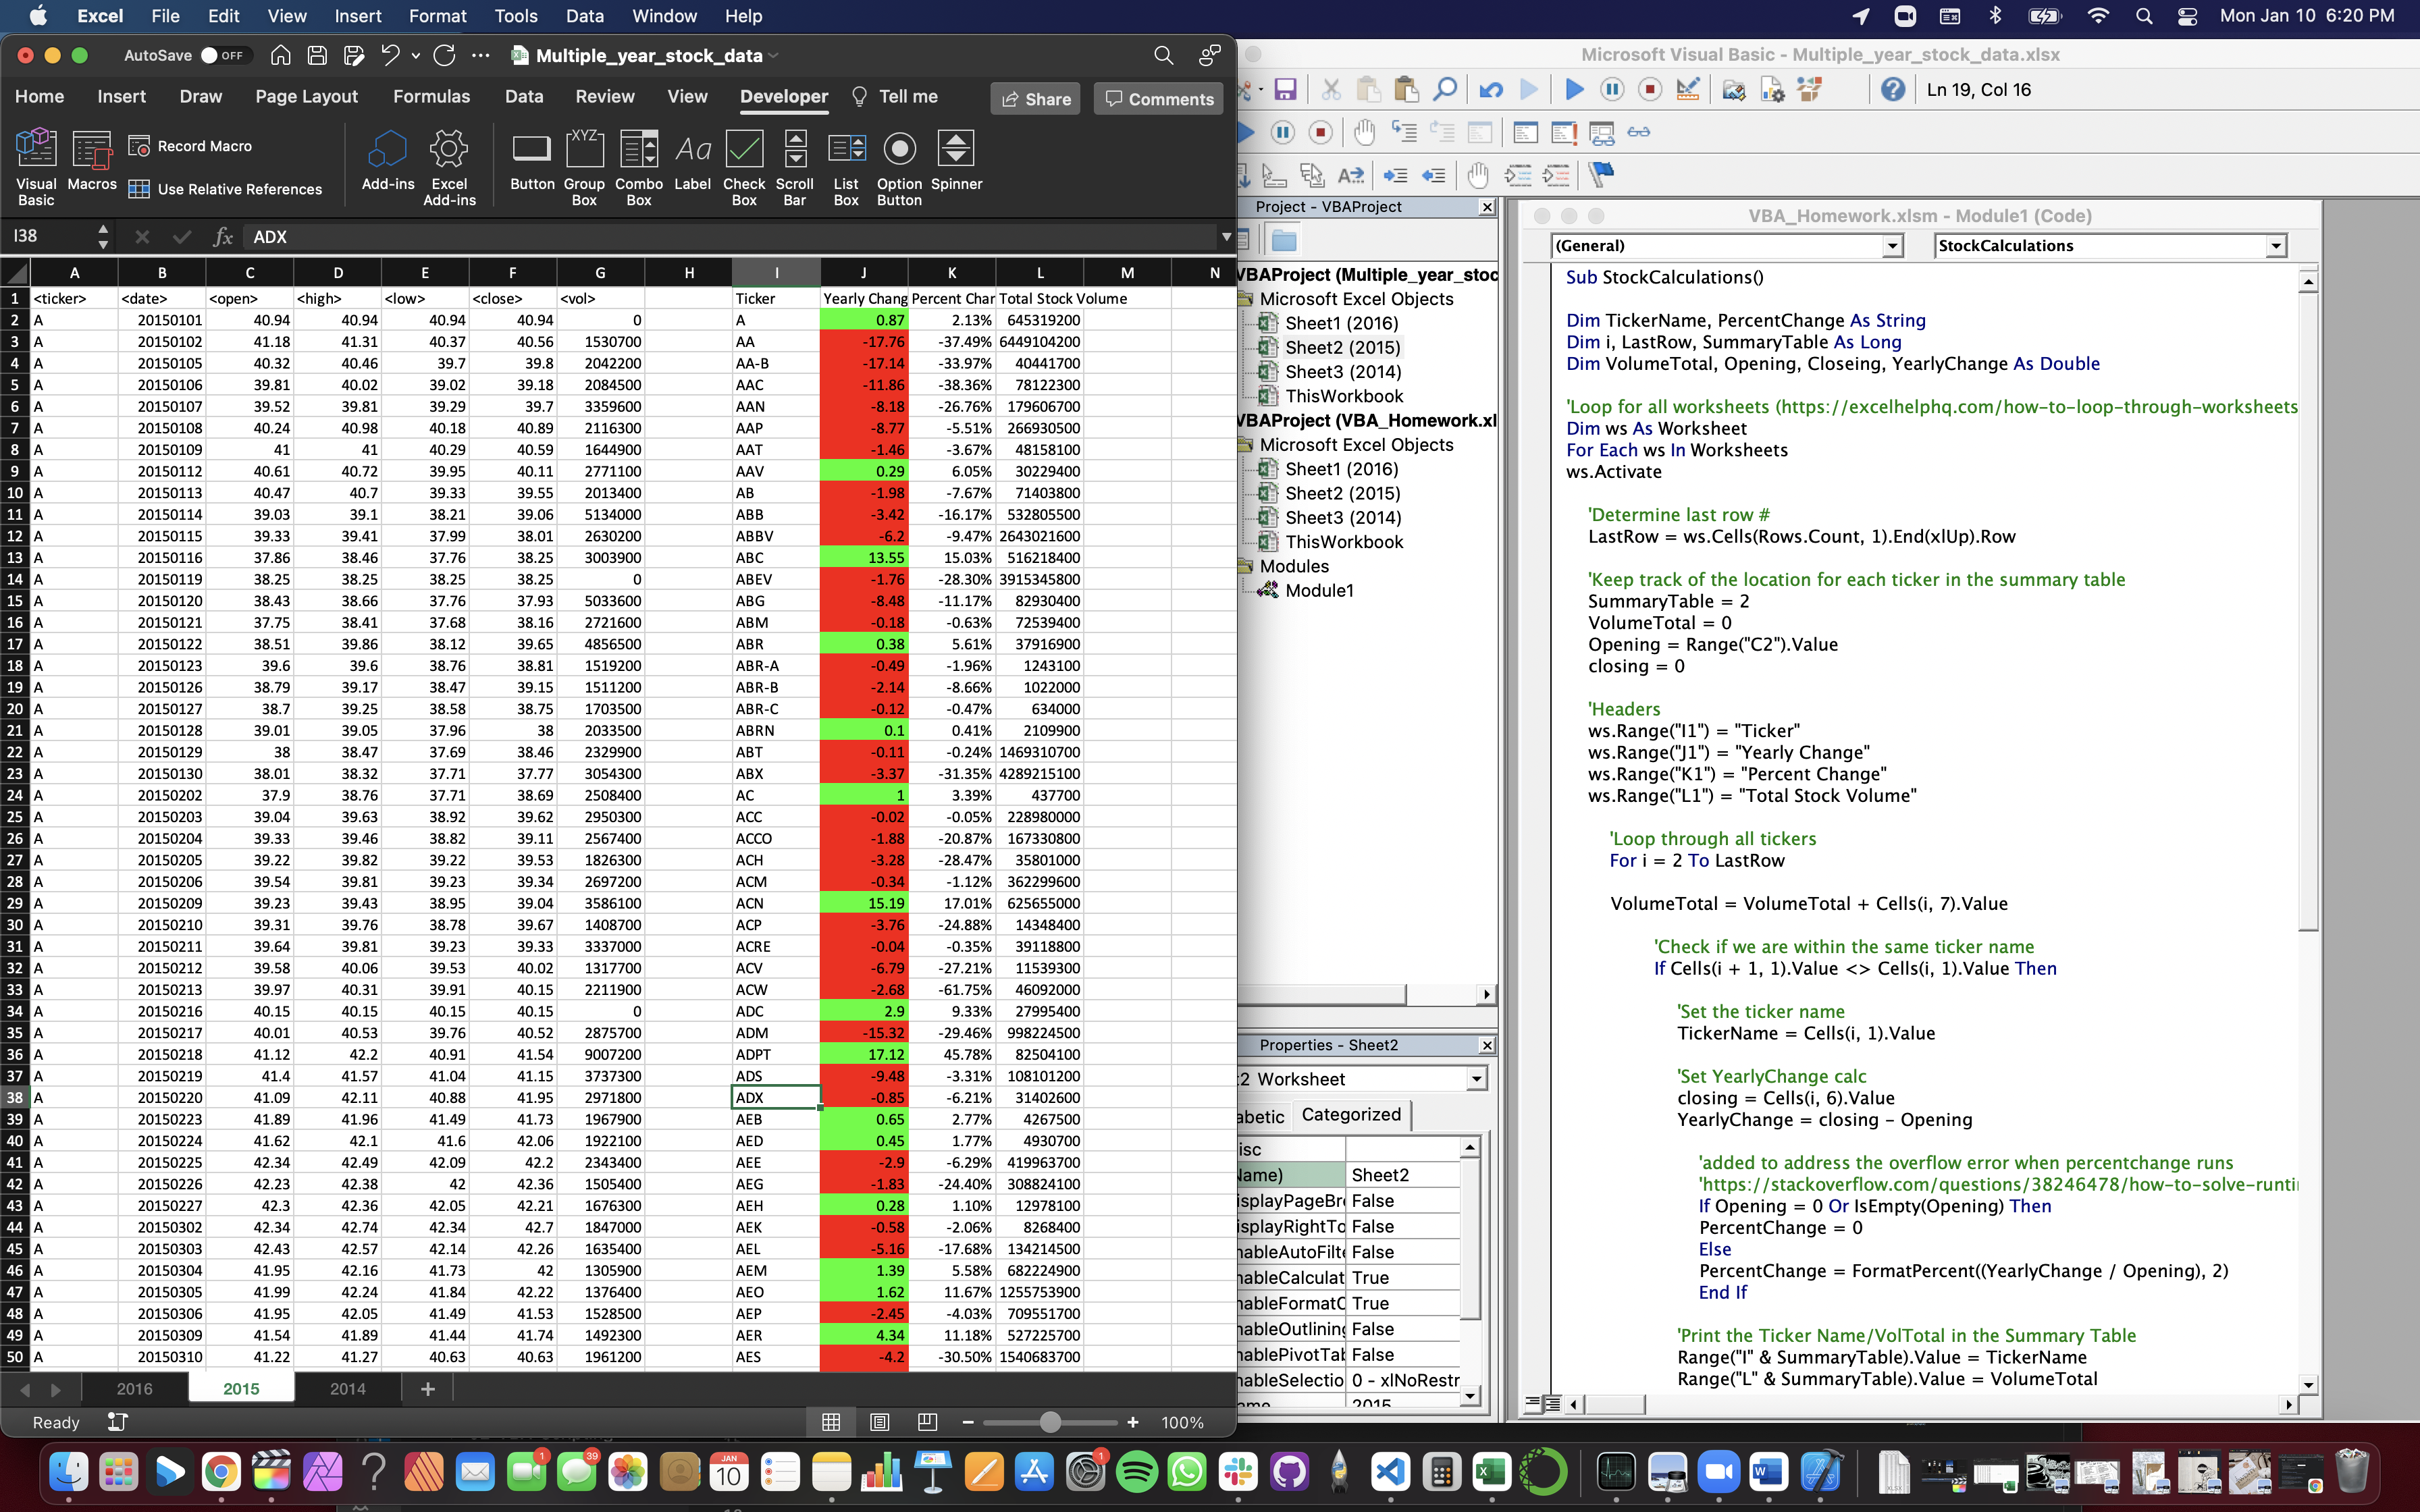 Excel File Edit View Insert Format Tools Data Window Help Mon Jan 10 6:20 PM
AutoSave OFF Multiple_year_stock_data
Home Insert Draw Page Layout Formulas Data Review View Developer Tell me Share Comments
Visual Basic Macros Record Macro Use Relative References Add-ins Excel Add-ins Button Group Box Combo Box Label Check Box Scroll Bar List Box Option Button Spinner
I38 fx ADX
A B C D E F G H I J K L M N
1 <ticker> <date> <open> <high> <low> <close> <vol> Ticker Yearly Chang Percent Char Total Stock Volume
2 A 20150101 40.94 40.94 40.94 40.94 0 A 0.87 2.13% 645319200
3 A 20150102 41.18 41.31 40.37 40.56 1530700 AA -17.76 -37.49% 6449104200
4 A 20150105 40.32 40.46 39.7 39.8 2042200 AA-B -17.14 -33.97% 40441700
5 A 20150106 39.81 40.02 39.02 39.18 2084500 AAC -11.86 -38.36% 78122300
6 A 20150107 39.52 39.81 39.29 39.7 3359600 AAN -8.18 -26.76% 179606700
7 A 20150108 40.24 40.98 40.18 40.89 2116300 AAP -8.77 -5.51% 266930500
8 A 20150109 41 41 40.29 40.59 1644900 AAT -1.46 -3.67% 48158100
9 A 20150112 40.61 40.72 39.95 40.11 2771100 AAV 0.29 6.05% 30229400
10 A 20150113 40.47 40.7 39.33 39.55 2013400 AB -1.98 -7.67% 71403800
11 A 20150114 39.03 39.1 38.21 39.06 5134000 ABB -3.42 -16.17% 532805500
12 A 20150115 39.33 39.41 37.99 38.01 2630200 ABBV -6.2 -9.47% 2643021600
13 A 20150116 37.86 38.46 37.76 38.25 3003900 ABC 13.55 15.03% 516218400
14 A 20150119 38.25 38.25 38.25 38.25 0 ABEV -1.76 -28.30% 3915345800
15 A 20150120 38.43 38.66 37.76 37.93 5033600 ABG -8.48 -11.17% 82930400
16 A 20150121 37.75 38.41 37.68 38.16 2721600 ABM -0.18 -0.63% 72539400
17 A 20150122 38.51 39.86 38.12 39.65 4856500 ABR 0.38 5.61% 37916900
18 A 20150123 39.6 39.6 38.76 38.81 1519200 ABR-A -0.49 -1.96% 1243100
19 A 20150126 38.79 39.17 38.47 39.15 1511200 ABR-B -2.14 -8.66% 1022000
20 A 20150127 38.7 39.25 38.58 38.75 1703500 ABR-C -0.12 -0.47% 634000
21 A 20150128 39.01 39.05 37.96 38 2033500 ABRN 0.1 0.41% 2109900
22 A 20150129 38 38.47 37.69 38.46 2329900 ABT -0.11 -0.24% 1469310700
23 A 20150130 38.01 38.32 37.71 37.77 3054300 ABX -3.37 -31.35% 4289215100
24 A 20150202 37.9 38.76 37.71 38.69 2508400 AC 1 3.39% 437700
25 A 20150203 39.04 39.63 38.92 39.62 2950300 ACC -0.02 -0.05% 228980000
26 A 20150204 39.33 39.46 38.82 39.11 2567400 ACCO -1.88 -20.87% 167330800
27 A 20150205 39.22 39.82 39.22 39.53 1826300 ACH -3.28 -28.47% 35801000
28 A 20150206 39.54 39.81 39.23 39.34 2697200 ACM -0.34 -1.12% 362299600
29 A 20150209 39.23 39.43 38.95 39.04 3586100 ACN 15.19 17.01% 625655000
30 A 20150210 39.31 39.76 38.78 39.67 1408700 ACP -3.76 -24.88% 14348400
31 A 20150211 39.64 39.81 39.23 39.33 3337000 ACRE -0.04 -0.35% 39118800
32 A 20150212 39.58 40.06 39.53 40.02 1317700 ACV -6.79 -27.21% 11539300
33 A 20150213 39.97 40.31 39.91 40.15 2211900 ACW -2.68 -61.75% 46092000
34 A 20150216 40.15 40.15 40.15 40.15 0 ADC 2.9 9.33% 27995400
35 A 20150217 40.01 40.53 39.76 40.52 2875700 ADM -15.32 -29.46% 998224500
36 A 20150218 41.12 42.2 40.91 41.54 9007200 ADPT 17.12 45.78% 82504100
37 A 20150219 41.4 41.57 41.04 41.15 3737300 ADS -9.48 -3.31% 108101200
38 A 20150220 41.09 42.11 40.88 41.95 2971800 ADX -0.85 -6.21% 31402600
39 A 20150223 41.89 41.96 41.49 41.73 1967900 AEB 0.65 2.77% 4267500
40 A 20150224 41.62 42.1 41.6 42.06 1922100 AED 0.45 1.77% 4930700
41 A 20150225 42.34 42.49 42.09 42.2 2343400 AEE -2.9 -6.29% 419963700
42 A 20150226 42.23 42.38 42 42.36 1505400 AEG -1.83 -24.40% 308824100
43 A 20150227 42.3 42.36 42.05 42.21 1676300 AEH 0.28 1.10% 12978100
44 A 20150302 42.34 42.74 42.34 42.7 1847000 AEK -0.58 -2.06% 8268400
45 A 20150303 42.43 42.57 42.14 42.26 1635400 AEL -5.16 -17.68% 134214500
46 A 20150304 41.95 42.16 41.73 42 1305900 AEM 1.39 5.58% 682224900
47 A 20150305 41.99 42.24 41.84 42.22 1376400 AEO 1.62 11.67% 1255753900
48 A 20150306 41.95 42.05 41.49 41.53 1528500 AEP -2.45 -4.03% 709551700
49 A 20150309 41.54 41.89 41.44 41.74 1492300 AER 4.34 11.18% 527225700
50 A 20150310 41.22 41.27 40.63 40.63 1961200 AES -4.2 -30.50% 1540683700
2016 2015 2014 +
Ready 100%
Microsoft Visual Basic - Multiple_year_stock_data.xlsx
Ln 19, Col 16
Project - VBAProject
VBAProject (Multiple_year_stoc
Microsoft Excel Objects
Sheet1 (2016)
Sheet2 (2015)
Sheet3 (2014)
ThisWorkbook
VBAProject (VBA_Homework.xl
Microsoft Excel Objects
Sheet1 (2016)
Sheet2 (2015)
Sheet3 (2014)
ThisWorkbook
Modules
Module1
Properties - Sheet2
2 Worksheet
abetic Categorized
isc
Name) Sheet2
isplayPageBr False
isplayRightTo False
nableAutoFilt False
nableCalculat True
nableFormatC True
nableOutlining False
nablePivotTal False
nableSelectio 0 - xlNoRestr
ame 2015
VBA_Homework.xlsm - Module1 (Code)
(General) StockCalculations
Sub StockCalculations()
Dim TickerName, PercentChange As String
Dim i, LastRow, SummaryTable As Long
Dim VolumeTotal, Opening, Closeing, YearlyChange As Double
'Loop for all worksheets (https://excelhelphq.com/how-to-loop-through-worksheets
Dim ws As Worksheet
For Each ws In Worksheets
ws.Activate
'Determine last row #
LastRow = ws.Cells(Rows.Count, 1).End(xlUp).Row
'Keep track of the location for each ticker in the summary table
SummaryTable = 2
VolumeTotal = 0
Opening = Range("C2").Value
closing = 0
'Headers
ws.Range("I1") = "Ticker"
ws.Range("J1") = "Yearly Change"
ws.Range("K1") = "Percent Change"
ws.Range("L1") = "Total Stock Volume"
'Loop through all tickers
For i = 2 To LastRow
VolumeTotal = VolumeTotal + Cells(i, 7).Value
'Check if we are within the same ticker name
If Cells(i + 1, 1).Value <> Cells(i, 1).Value Then
'Set the ticker name
TickerName = Cells(i, 1).Value
'Set YearlyChange calc
closing = Cells(i, 6).Value
YearlyChange = closing - Opening
'added to address the overflow error when percentchange runs
'https://stackoverflow.com/questions/38246478/how-to-solve-runti
If Opening = 0 Or IsEmpty(Opening) Then
PercentChange = 0
Else
PercentChange = FormatPercent((YearlyChange / Opening), 2)
End If
'Print the Ticker Name/VolTotal in the Summary Table
Range("I" & SummaryTable).Value = TickerName
Range("L" & SummaryTable).Value = VolumeTotal
1 39 JAN 10 1